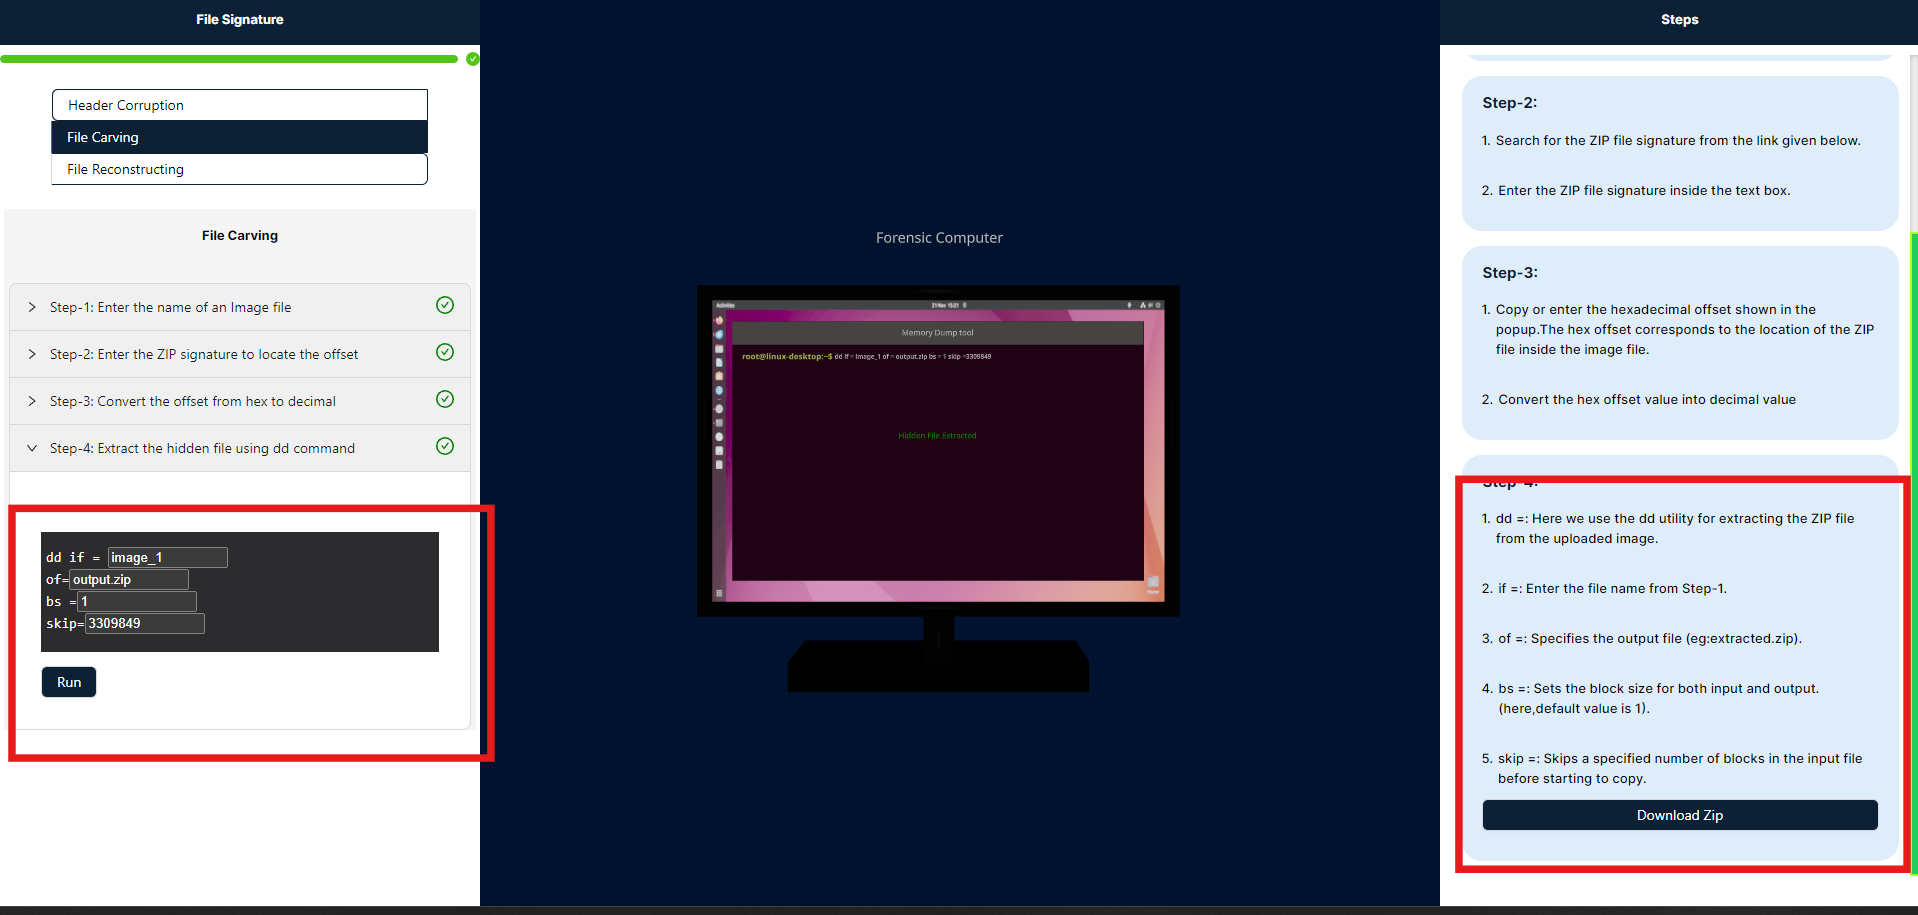 File Signature
Header Corruption
File Carving
File Reconstructing
File Carving
Step-1: Enter the name of an Image file
Step-2: Enter the ZIP signature to locate the offset
Step-3: Convert the offset from hex to decimal
Step-4: Extract the hidden file using dd command
dd if = image_1
of=output.zip
bs =1
skip=3309849
Run
Forensic Computer
Activities
21 Nov 15:21
Memory Dump tool
root@linux-desktop:~$ dd if = image_1 of = output.zip bs = 1 skip =3309849
Hidden File Extracted
Home
Steps
Step-2:
1. Search for the ZIP file signature from the link given below.
2. Enter the ZIP file signature inside the text box.
Step-3:
1. Copy or enter the hexadecimal offset shown in the
popup.The hex offset corresponds to the location of the ZIP
file inside the image file.
2. Convert the hex offset value into decimal value
Step-4:
1. dd =: Here we use the dd utility for extracting the ZIP file
from the uploaded image.
2. if =: Enter the file name from Step-1.
3. of =: Specifies the output file (eg:extracted.zip).
4. bs =: Sets the block size for both input and output.
(here,default value is 1).
5. skip =: Skips a specified number of blocks in the input file
before starting to copy.
Download Zip